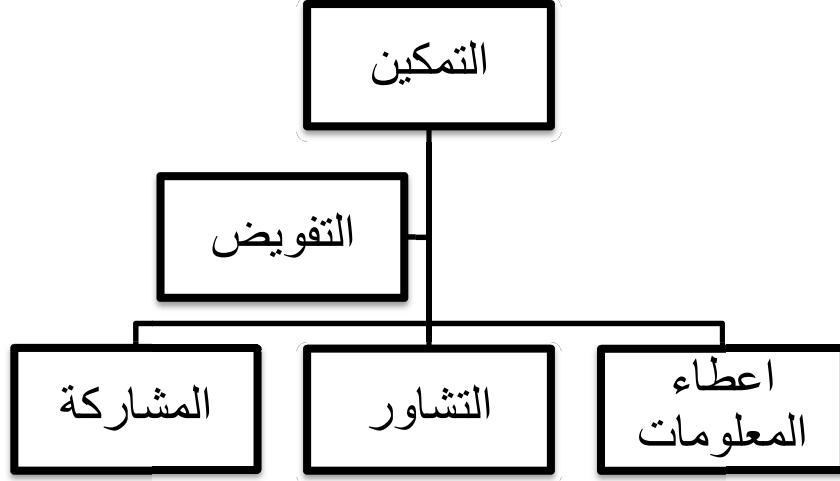 التمكين
التفويض
اعطاء
المعلومات
التشاور
المشاركة